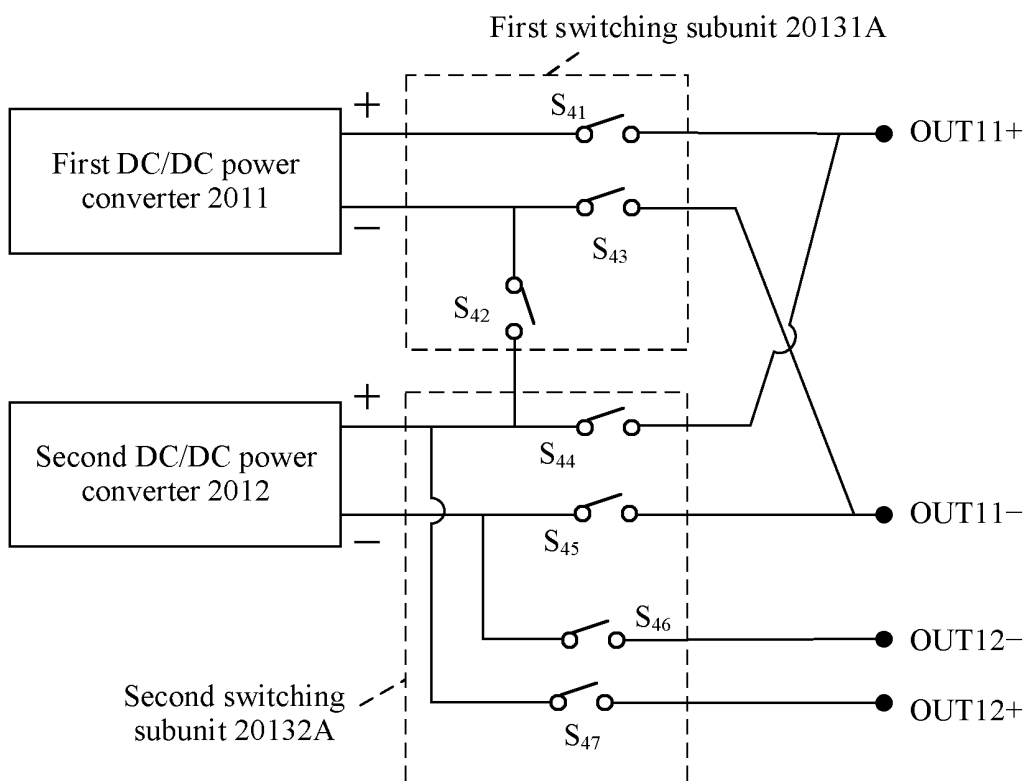 First switching subunit 20131A
+
S41
OUT11+
First DC/DC power
converter 2011
−
S43
S42
+
Second DC/DC power
converter 2012
S44
−
S45
OUT11−
S46
OUT12−
Second switching
subunit 20132A
S47
OUT12+